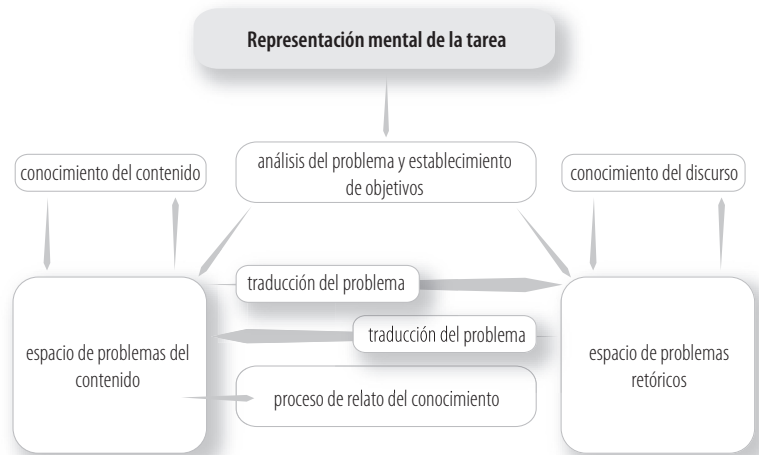 Representación mental de la tarea
conocimiento del contenido
análisis del problema y establecimiento
de objetivos
conocimiento del discurso
traducción del problema
traducción del problema
espacio de problemas del
contenido
espacio de problemas
retóricos
proceso de relato del conocimiento